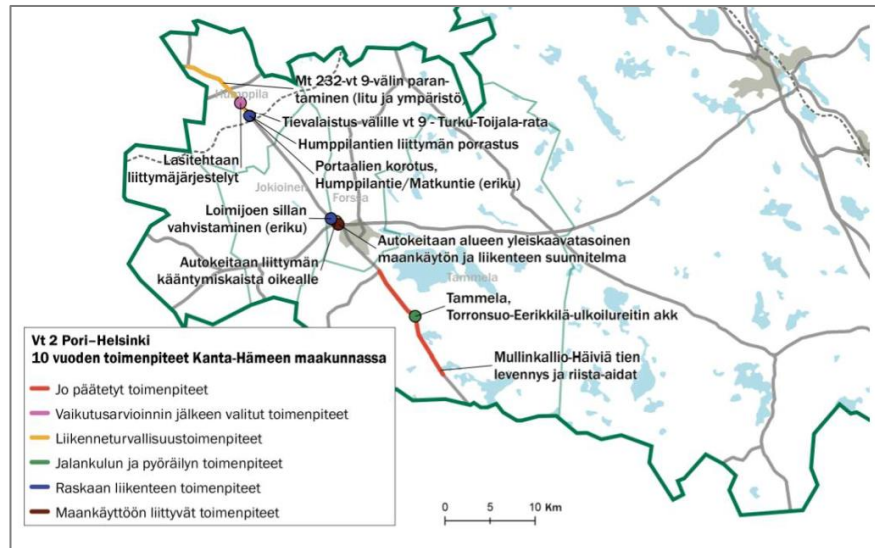 Mt 232-vt 9-välin paran-
taminen (litu ja ympäristö)
Humppila
Tievalaistus-välille vt 9 - Turku-Toijala-rata
Humppilantien liittymän porrastus
Lasitehtaan
liittymäjärjestelyt
Portaalien korotus,
Humppilantie/Matkuntie (eriku)
Jokioinen
Forssa
Loimijoen sillan
vahvistaminen (eriku)
Autokeitaan liittymän
kääntymiskaista oikealle
Autokeitaan alueen yleiskaavatasoinen
maankäytön ja liikenteen suunnitelma
Tammela
Tammela,
Torronsuo-Eerikkilä-ulkoilureitin akk
Mullinkallio-Häiviä tien
levennys ja riista-aidat
Vt 2 Pori–Helsinki
10 vuoden toimenpiteet Kanta-Hämeen maakunnassa
Jo päätetyt toimenpiteet
Vaikutusarvioinnin jälkeen valitut toimenpiteet
Liikenneturvallisuustoimenpiteet
Jalankulun ja pyöräilyn toimenpiteet
Raskaan liikenteen toimenpiteet
Maankäyttöön liittyvät toimenpiteet
0 5 10 Km